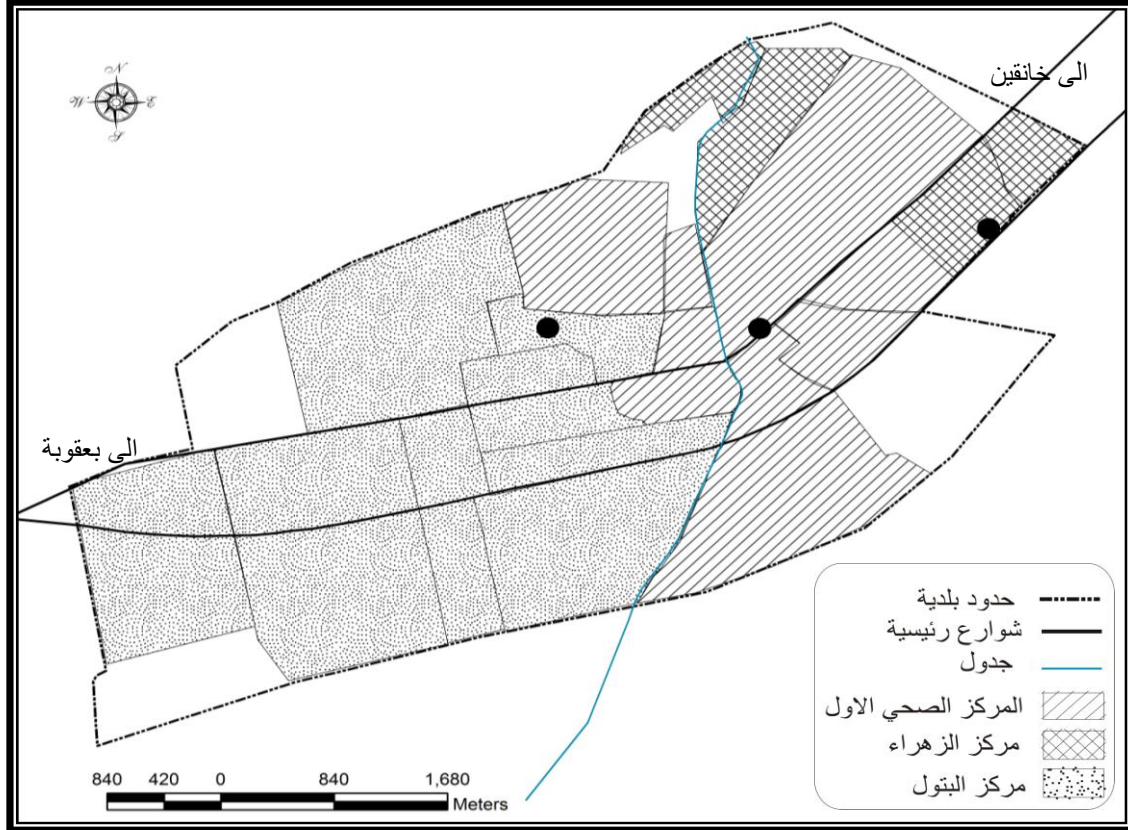 الى خانقين
N
W
E
S
الى بعقوبة
حدود بلدية
شوارع رئيسية
جدول
المركز الصحي الاول
مركز الزهراء
مركز البتول
840 420 0 840 1,680
Meters